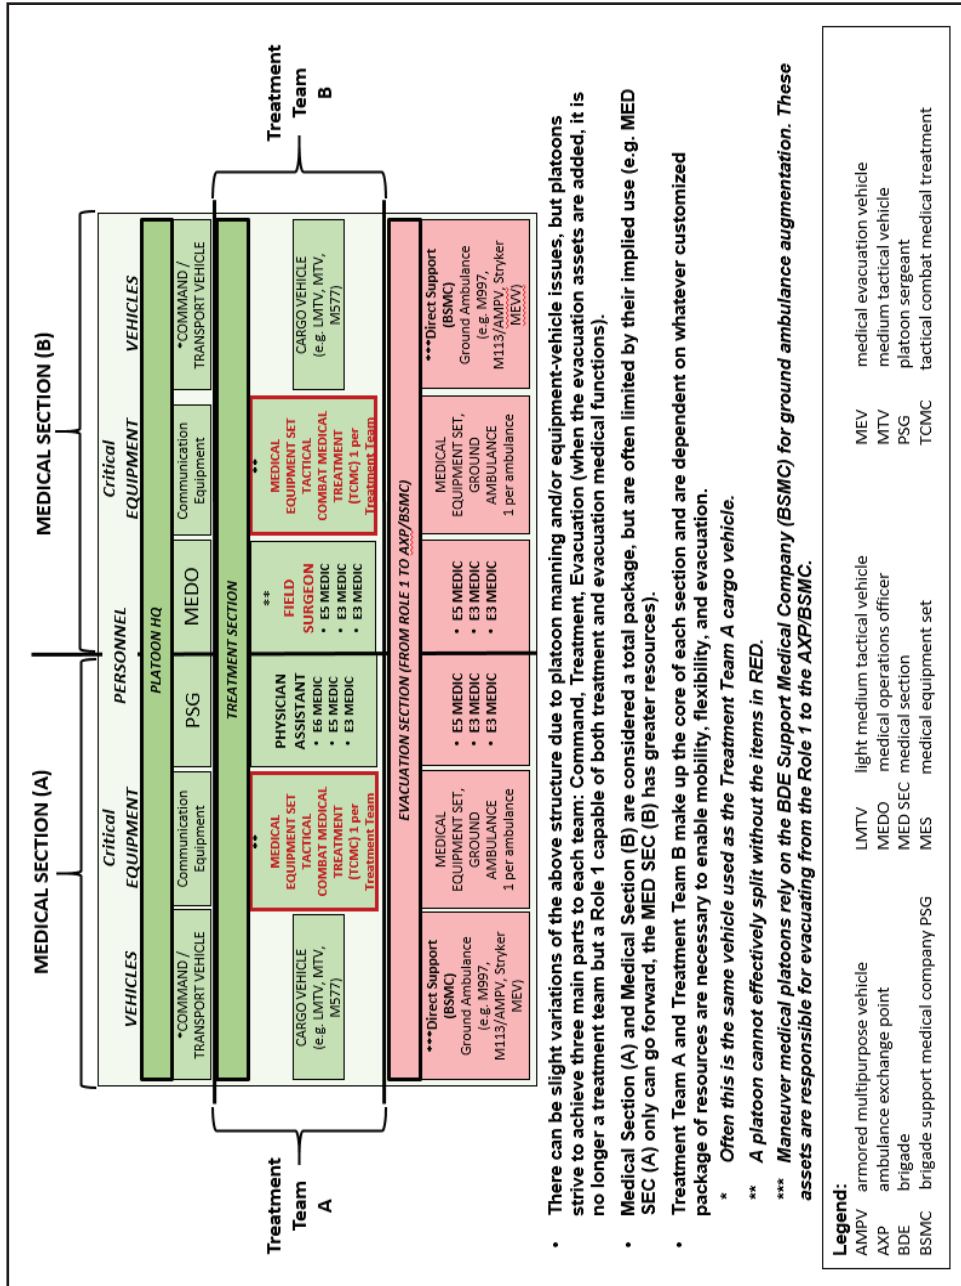 MEDICAL SECTION (A)
MEDICAL SECTION (B)
VEHICLES
Critical
EQUIPMENT
PERSONNEL
Critical
EQUIPMENT
VEHICLES
PLATOON HQ
*COMMAND /
TRANSPORT VEHICLE
Communication
Equipment
PSG
MEDO
Communication
Equipment
*COMMAND /
TRANSPORT VEHICLE
TREATMENT SECTION
Treatment
Team
A
CARGO VEHICLE
(e.g. LMTV, MTV,
M577)
**
MEDICAL
EQUIPMENT SET
TACTICAL
COMBAT MEDICAL
TREATMENT
(TCMC) 1 per
Treatment Team
PHYSICIAN
ASSISTANT
• E6 MEDIC
• E5 MEDIC
• E3 MEDIC
**
FIELD
SURGEON
• E5 MEDIC
• E3 MEDIC
• E3 MEDIC
**
MEDICAL
EQUIPMENT SET
TACTICAL
COMBAT MEDICAL
TREATMENT
(TCMC) 1 per
Treatment Team
CARGO VEHICLE
(e.g. LMTV, MTV,
M577)
Treatment
Team
B
EVACUATION SECTION (FROM ROLE 1 TO AXP/BSMC)
***Direct Support
(BSMC)
Ground Ambulance
(e.g. M997,
M113/AMPV, Stryker
MEV)
MEDICAL
EQUIPMENT SET,
GROUND
AMBULANCE
1 per ambulance
• E5 MEDIC
• E3 MEDIC
• E3 MEDIC
• E5 MEDIC
• E3 MEDIC
• E3 MEDIC
MEDICAL
EQUIPMENT SET,
GROUND
AMBULANCE
1 per ambulance
***Direct Support
(BSMC)
Ground Ambulance
(e.g. M997,
M113/AMPV, Stryker
MEVV)
• There can be slight variations of the above structure due to platoon manning and/or equipment-vehicle issues, but platoons
strive to achieve three main parts to each team: Command, Treatment, Evacuation (when the evacuation assets are added, it is
no longer a treatment team but a Role 1 capable of both treatment and evacuation medical functions).
• Medical Section (A) and Medical Section (B) are considered a total package, but are often limited by their implied use (e.g. MED
SEC (A) only can go forward, the MED SEC (B) has greater resources).
• Treatment Team A and Treatment Team B make up the core of each section and are dependent on whatever customized
package of resources are necessary to enable mobility, flexibility, and evacuation.
* Often this is the same vehicle used as the Treatment Team A cargo vehicle.
** A platoon cannot effectively split without the items in RED.
*** Maneuver medical platoons rely on the BDE Support Medical Company (BSMC) for ground ambulance augmentation. These
assets are responsible for evacuating from the Role 1 to the AXP/BSMC.
Legend:
AMPV armored multipurpose vehicle LMTV light medium tactical vehicle MEV medical evacuation vehicle
AXP ambulance exchange point MEDO medical operations officer MTV medium tactical vehicle
BDE brigade MED SEC medical section PSG platoon sergeant
BSMC brigade support medical company PSG MES medical equipment set TCMC tactical combat medical treatment